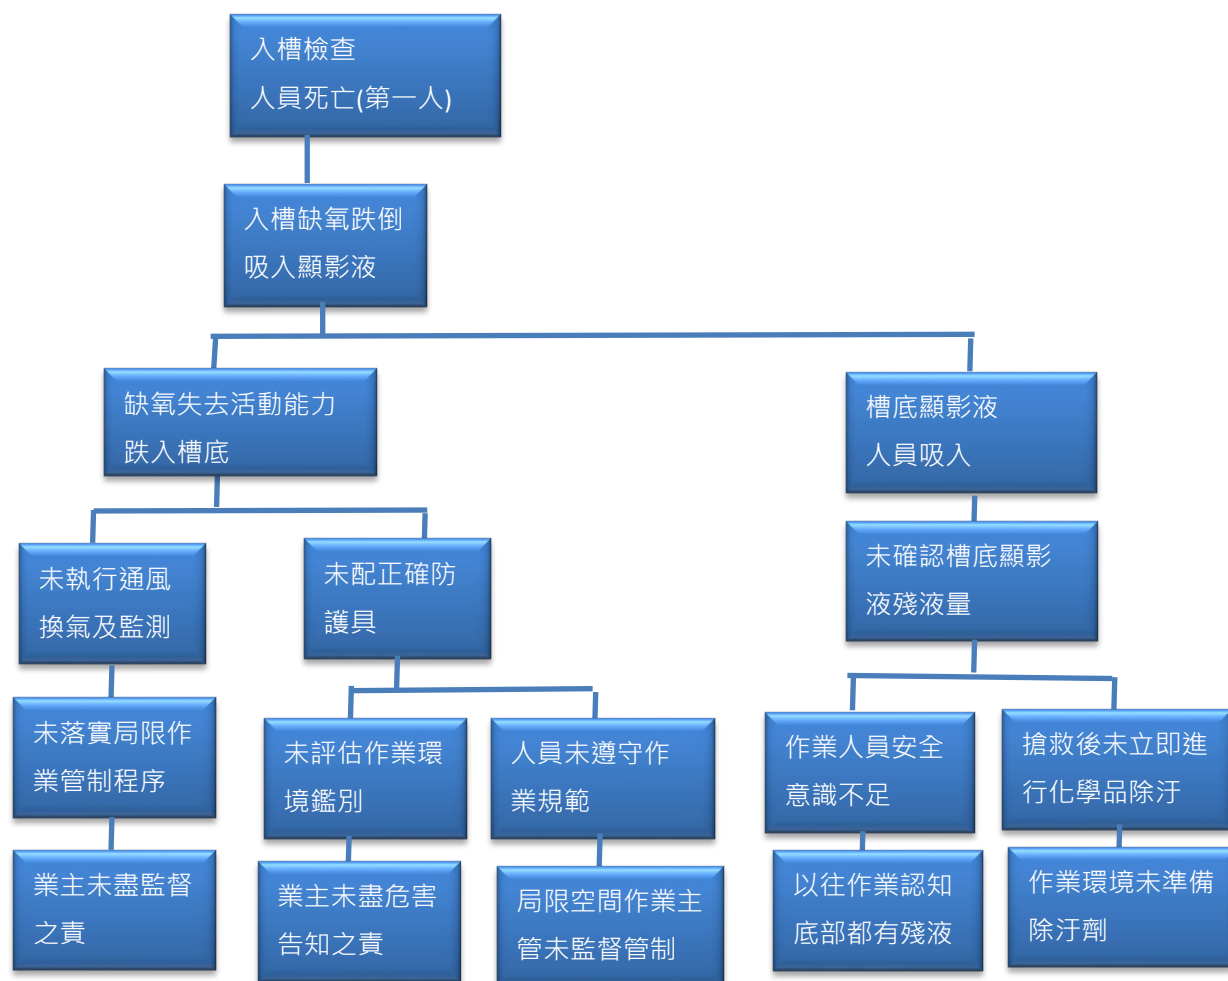 入槽檢查
人員死亡(第一人)
入槽缺氧跌倒
吸入顯影液
缺氧失去活動能力
跌入槽底
槽底顯影液
人員吸入
未執行通風
換氣及監測
未配正確防
護具
未確認槽底顯影
液殘液量
未落實局限作
業管制程序
未評估作業環
境鑑別
人員未遵守作
業規範
作業人員安全
意識不足
搶救後未立即進
行化學品除汙
業主未盡監督
之責
業主未盡危害
告知之責
局限空間作業主
管未監督管制
以往作業認知
底部都有殘液
作業環境未準備
除汙劑